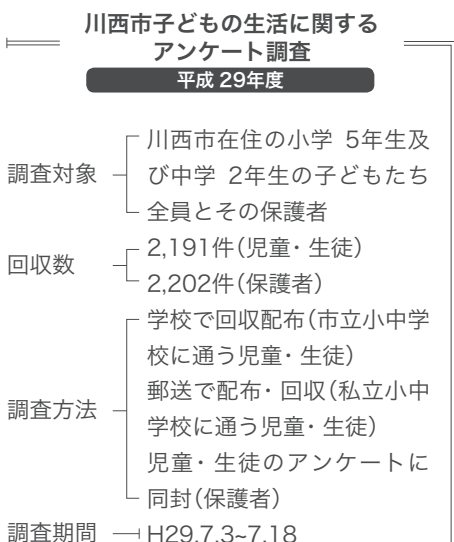 川西市子どもの生活に関する
アンケート調査
平成 29年度
調査対象
川西市在住の小学 5年生及
び中学 2年生の子どもたち
全員とその保護者
回収数
2,191件(児童・生徒)
2,202件(保護者)
調査方法
学校で回収配布(市立小中学
校に通う児童・生徒)
郵送で配布・回収(私立小中
学校に通う児童・生徒)
児童・生徒のアンケートに
同封(保護者)
調査期間
H29.7.3~7.18